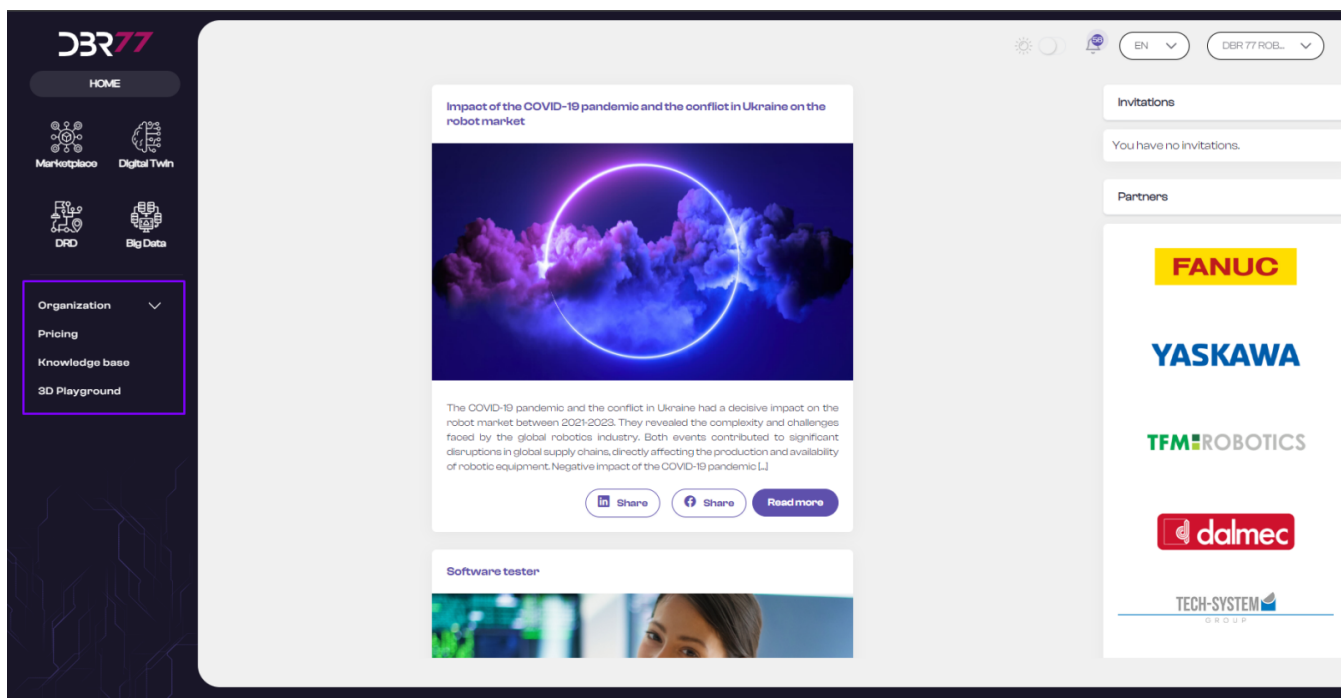 DBR77
HOME
Marketplace
Digital Twin
DRD
Big Data
Organization
Pricing
Knowledge base
3D Playground
56
EN
DBR 77 ROB...
Impact of the COVID-19 pandemic and the conflict in Ukraine on the
robot market
The COVID-19 pandemic and the conflict in Ukraine had a decisive impact on the
robot market between 2021-2023. They revealed the complexity and challenges
faced by the global robotics industry. Both events contributed to significant
disruptions in global supply chains, directly affecting the production and availability
of robotic equipment. Negative impact of the COVID-19 pandemic [...]
Share
Share
Read more
Software tester
Invitations
You have no invitations.
Partners
FANUC
YASKAWA
TFM ROBOTICS
dalmec
TECH-SYSTEM
GROUP